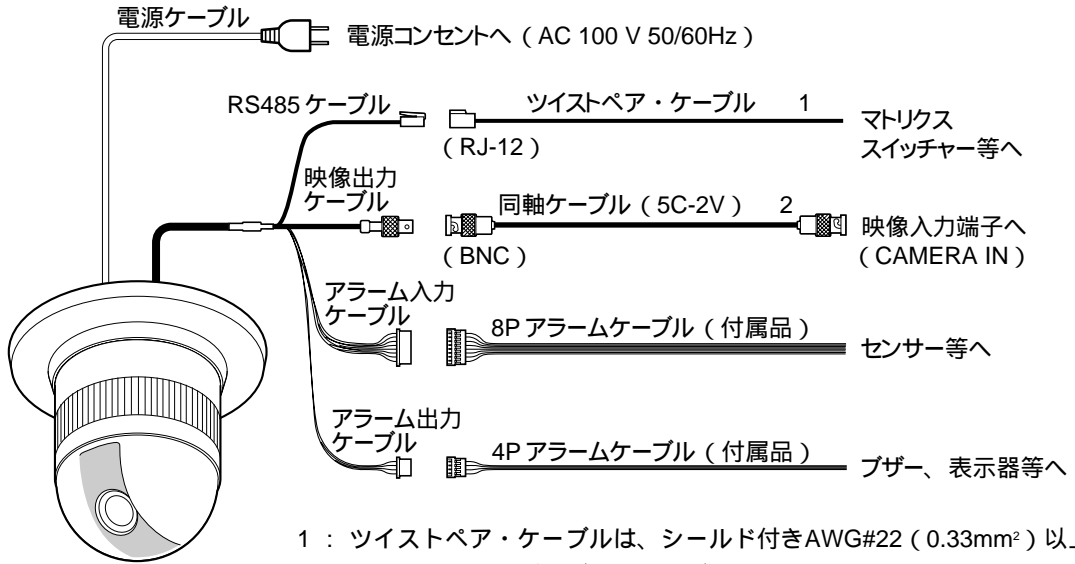 電源ケーブル
電源コンセントへ ( AC 100 V 50/60Hz )
RS485 ケーブル
ツイストペア・ケーブル 1
( RJ-12 )
マトリクス
スイッチャー等へ
映像出力
ケーブル
同軸ケーブル ( 5C-2V ) 2
( BNC )
映像入力端子へ
( CAMERA IN )
アラーム入力
ケーブル
8P アラームケーブル ( 付属品 )
センサー等へ
アラーム出力
ケーブル
4P アラームケーブル ( 付属品 )
ブザー、表示器等へ
1 : ツイストペア・ケーブルは、シールド付きAWG#22 ( 0.33mm² ) 以上